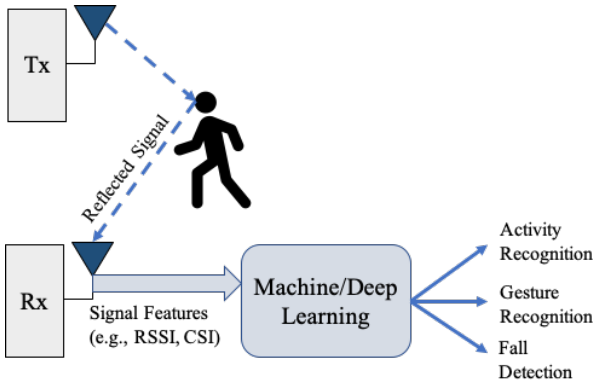 Tx
Reflected Signal
Rx
Signal Features
(e.g., RSSI, CSI)
Machine/Deep
Learning
Activity
Recognition
Gesture
Recognition
Fall
Detection